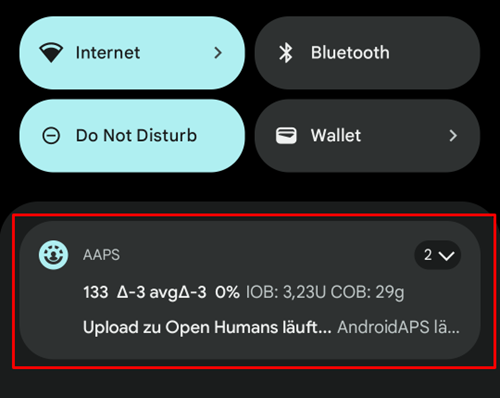 Internet
Bluetooth
Do Not Disturb
Wallet
AAPS
2
133 Δ-3 avgΔ-3 0% IOB: 3,23U COB: 29g
Upload zu Open Humans läuft... AndroidAPS lä...